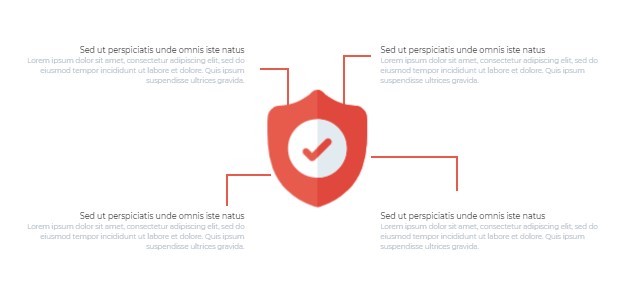 Sed ut perspiciatis unde omnis iste natus
Lorem ipsum dolor sit amet, consectetur adipiscing elit, sed do
eiusmod tempor incididunt ut labore et dolore. Quis ipsum
suspendisse ultrices gravida.
Sed ut perspiciatis unde omnis iste natus
Lorem ipsum dolor sit amet, consectetur adipiscing elit, sed do
eiusmod tempor incididunt ut labore et dolore. Quis ipsum
suspendisse ultrices gravida.
Sed ut perspiciatis unde omnis iste natus
Lorem ipsum dolor sit amet, consectetur adipiscing elit, sed do
eiusmod tempor incididunt ut labore et dolore. Quis ipsum
suspendisse ultrices gravida.
Sed ut perspiciatis unde omnis iste natus
Lorem ipsum dolor sit amet, consectetur adipiscing elit, sed do
eiusmod tempor incididunt ut labore et dolore. Quis ipsum
suspendisse ultrices gravida.